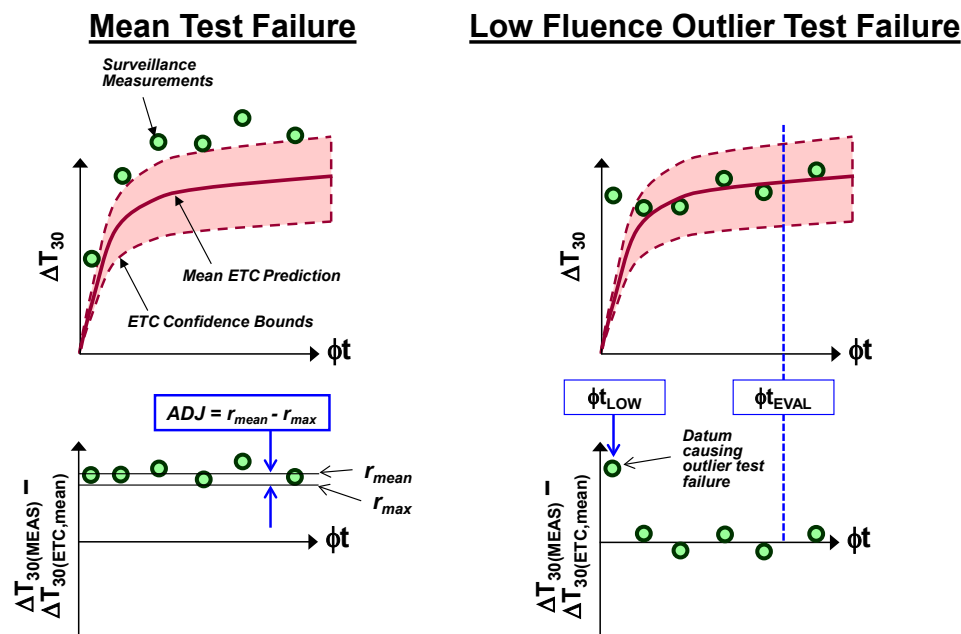 Mean Test Failure
Surveillance
Measurements
ΔT30
Mean ETC Prediction
ETC Confidence Bounds
ϕt
ADJ = rmean - rmax
rmean
rmax
ΔT30(MEAS) –
ΔT30(ETC,mean)
ϕt
Low Fluence Outlier Test Failure
ΔT30
ϕt
ϕtLOW
ϕtEVAL
Datum
causing
outlier test
failure
ΔT30(MEAS) –
ΔT30(ETC,mean)
ϕt